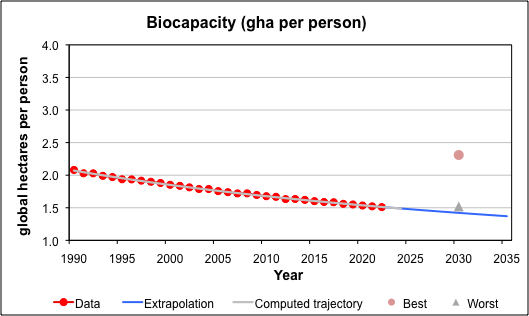 Biocapacity (gha per person)
global hectares per person
4.0
3.5
3.0
2.5
2.0
1.5
1.0
1990 1995 2000 2005 2010 2015 2020 2025 2030 2035
Year
Data Extrapolation Computed trajectory Best Worst